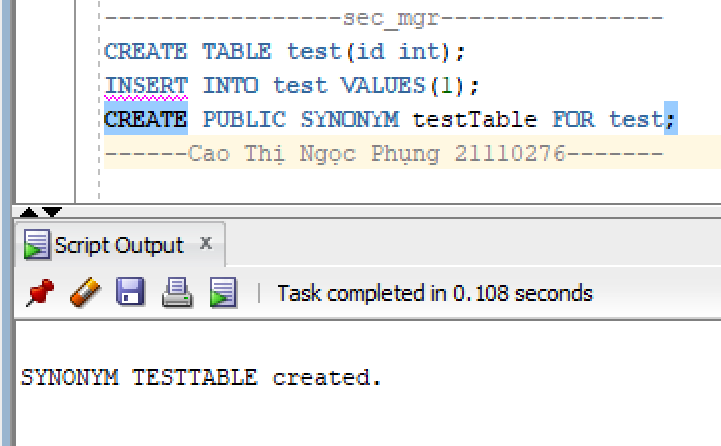 -----------------sec_mgr----------------
CREATE TABLE test(id int);
INSERT INTO test VALUES(1);
CREATE PUBLIC SYNONYM testTable FOR test;
------Cao Thị Ngọc Phụng 21110276-------
Script Output x
Task completed in 0.108 seconds
SYNONYM TESTTABLE created.